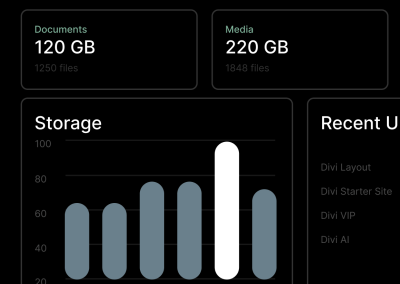 Documents
120 GB
1250 files
Media
220 GB
1848 files
Storage
100
80
60
40
20
Recent U
Divi Layout
Divi Starter Site
Divi VIP
Divi AI